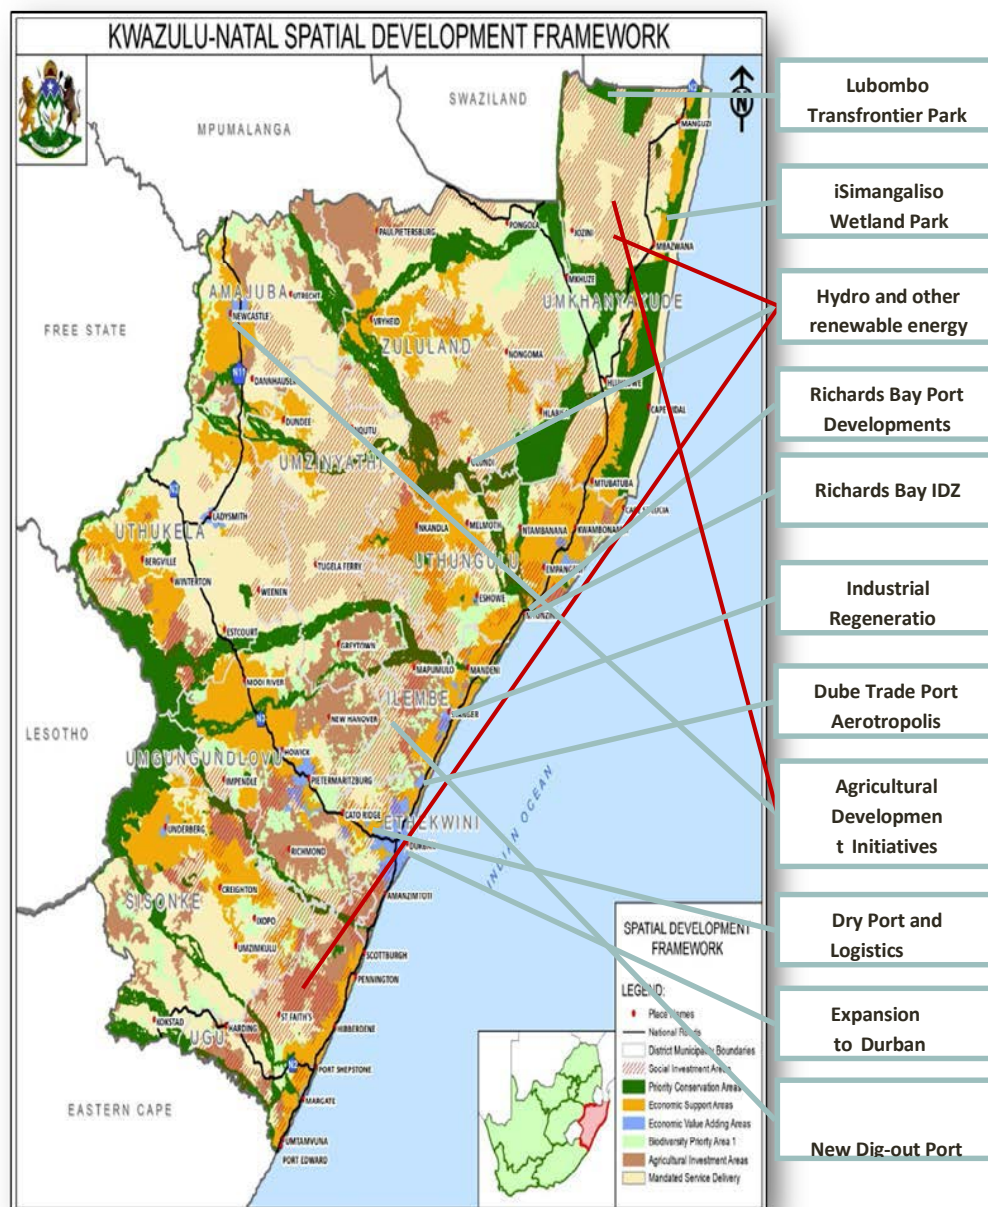 KWAZULU-NATAL SPATIAL DEVELOPMENT FRAMEWORK
SWAZILAND
MPUMALANGA
N
N2
MANGUZI
PAULPIETERSBURG
PONGOLA
JOZINI
MBAZWANA
MKHUZE
UMKHANYAKUDE
AMAJUBA
UTRECHT
NEWCASTLE
FREE STATE
VRYHEID
ZULULAND
NONGOMA
N11
DANNHAUSER
DUNDEE
UMZINYATHI
MTUBATUBA
LADYSMITH
NKANDLA
MELMOTH
NTAMBANANA
UTHUKELA
UTHUNGULU
BERGVILLE
WINTERTON
TUGELA FERRY
WEENEN
ESHOWE
ESTCOURT
GREYTOWN
MAPUMULO
MANDENI
MOOI RIVER
ILEMBE
LESOTHO
NEW HANOVER
HOWICK
UMGUNGUNDLOVU
IMPENDLE
PIETERMARITZBURG
CATO RIDGE
ETHEKWINI
UNDERBERG
RICHMOND
INDIAN OCEAN
AMANZIMTOTI
CREIGHTON
SISONKE
IXOPO
UMZIMKULU
SCOTTBURGH
PENNINGTON
ST FAITH'S
HIBBERDENE
KOKSTAD
HARDING
UGU
PORT SHEPSTONE
MARGATE
EASTERN CAPE
UMTAMVUNA
PORT EDWARD
SPATIAL DEVELOPMENT
FRAMEWORK
LEGEND:
Place Names
National Roads
District Municipality Boundaries
Social Investment Areas
Priority Conservation Areas
Economic Support Areas
Economic Value Adding Areas
Biodiversity Priority Area 1
Agricultural Investment Areas
Mandated Service Delivery
Lubombo
Transfrontier Park
iSimangaliso
Wetland Park
Hydro and other
renewable energy
Richards Bay Port
Developments
Richards Bay IDZ
Industrial
Regeneratio
Dube Trade Port
Aerotropolis
Agricultural
Developmen
t Initiatives
Dry Port and
Logistics
Expansion
to Durban
New Dig-out Port